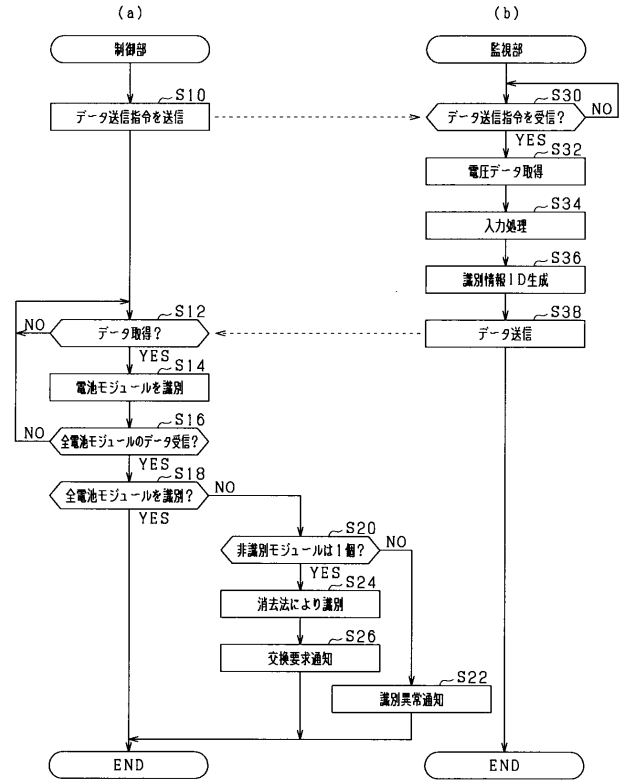 (a)
制御部
S10
データ送信指令を送信
S12
データ取得?
NO
YES
S14
電池モジュールを識別
S16
全電池モジュールのデータ受信?
NO
YES
S18
全電池モジュールを識別?
NO
YES
S20
非識別モジュールは1個?
NO
YES
S24
消去法により識別
S26
交換要求通知
S22
識別異常通知
END
(b)
監視部
S30
データ送信指令を受信?
NO
YES
S32
電圧データ取得
S34
入力処理
S36
識別情報ID生成
S38
データ送信
END